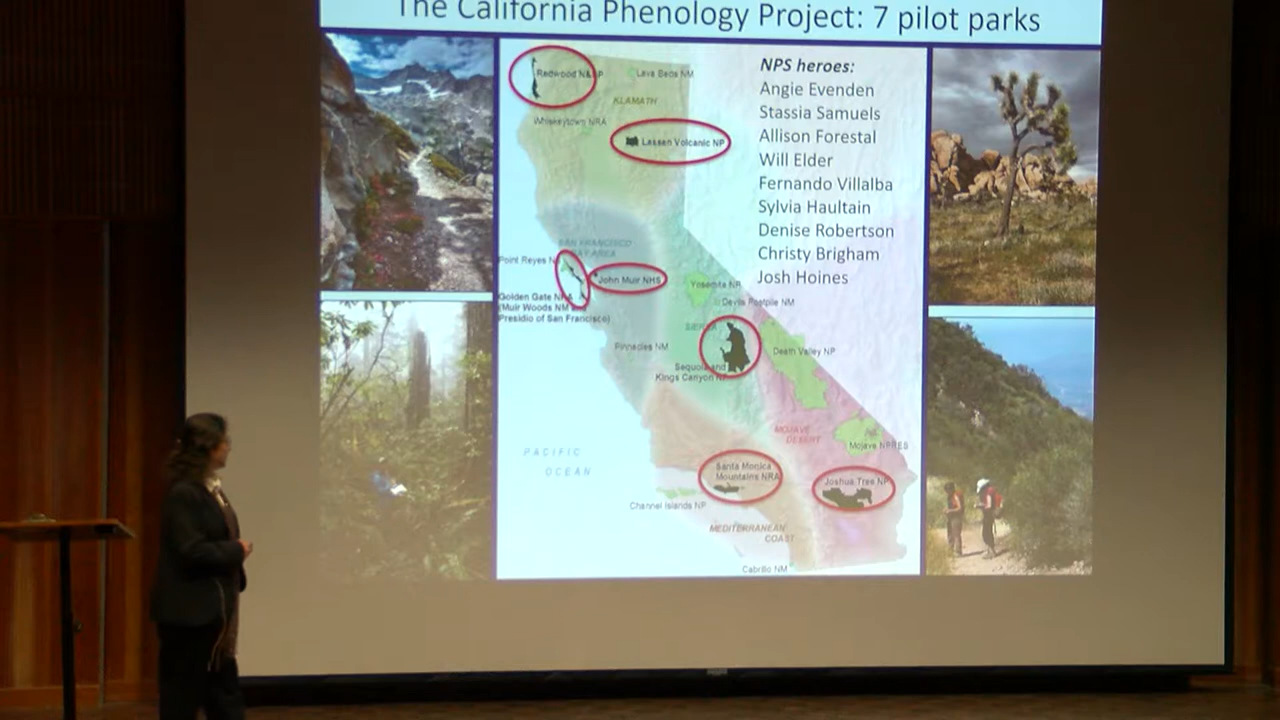 The California Phenology Project: 7 pilot parks
NPS heroes:
Angie Evenden
Stassia Samuels
Allison Forestal
Will Elder
Fernando Villalba
Sylvia Haultain
Denise Robertson
Christy Brigham
Josh Hoines
Redwood N&SP
Lava Beds NM
KLAMATH
Whiskeytown NRA
Lassen Volcanic NP
SAN FRANCISCO
BAY AREA
Point Reyes
John Muir NHS
Golden Gate NRA
(Muir Woods NM and
Presidio of San Francisco)
Yosemite NP
Devils Postpile NM
SIERRA
Pinnacles NM
Death Valley NP
Sequoia and
Kings Canyon NP
MOJAVE
DESERT
Mojave NPRES
PACIFIC
OCEAN
Santa Monica
Mountains NRA
Joshua Tree NP
Channel Islands NP
MEDITERRANEAN
COAST
Cabrillo NM